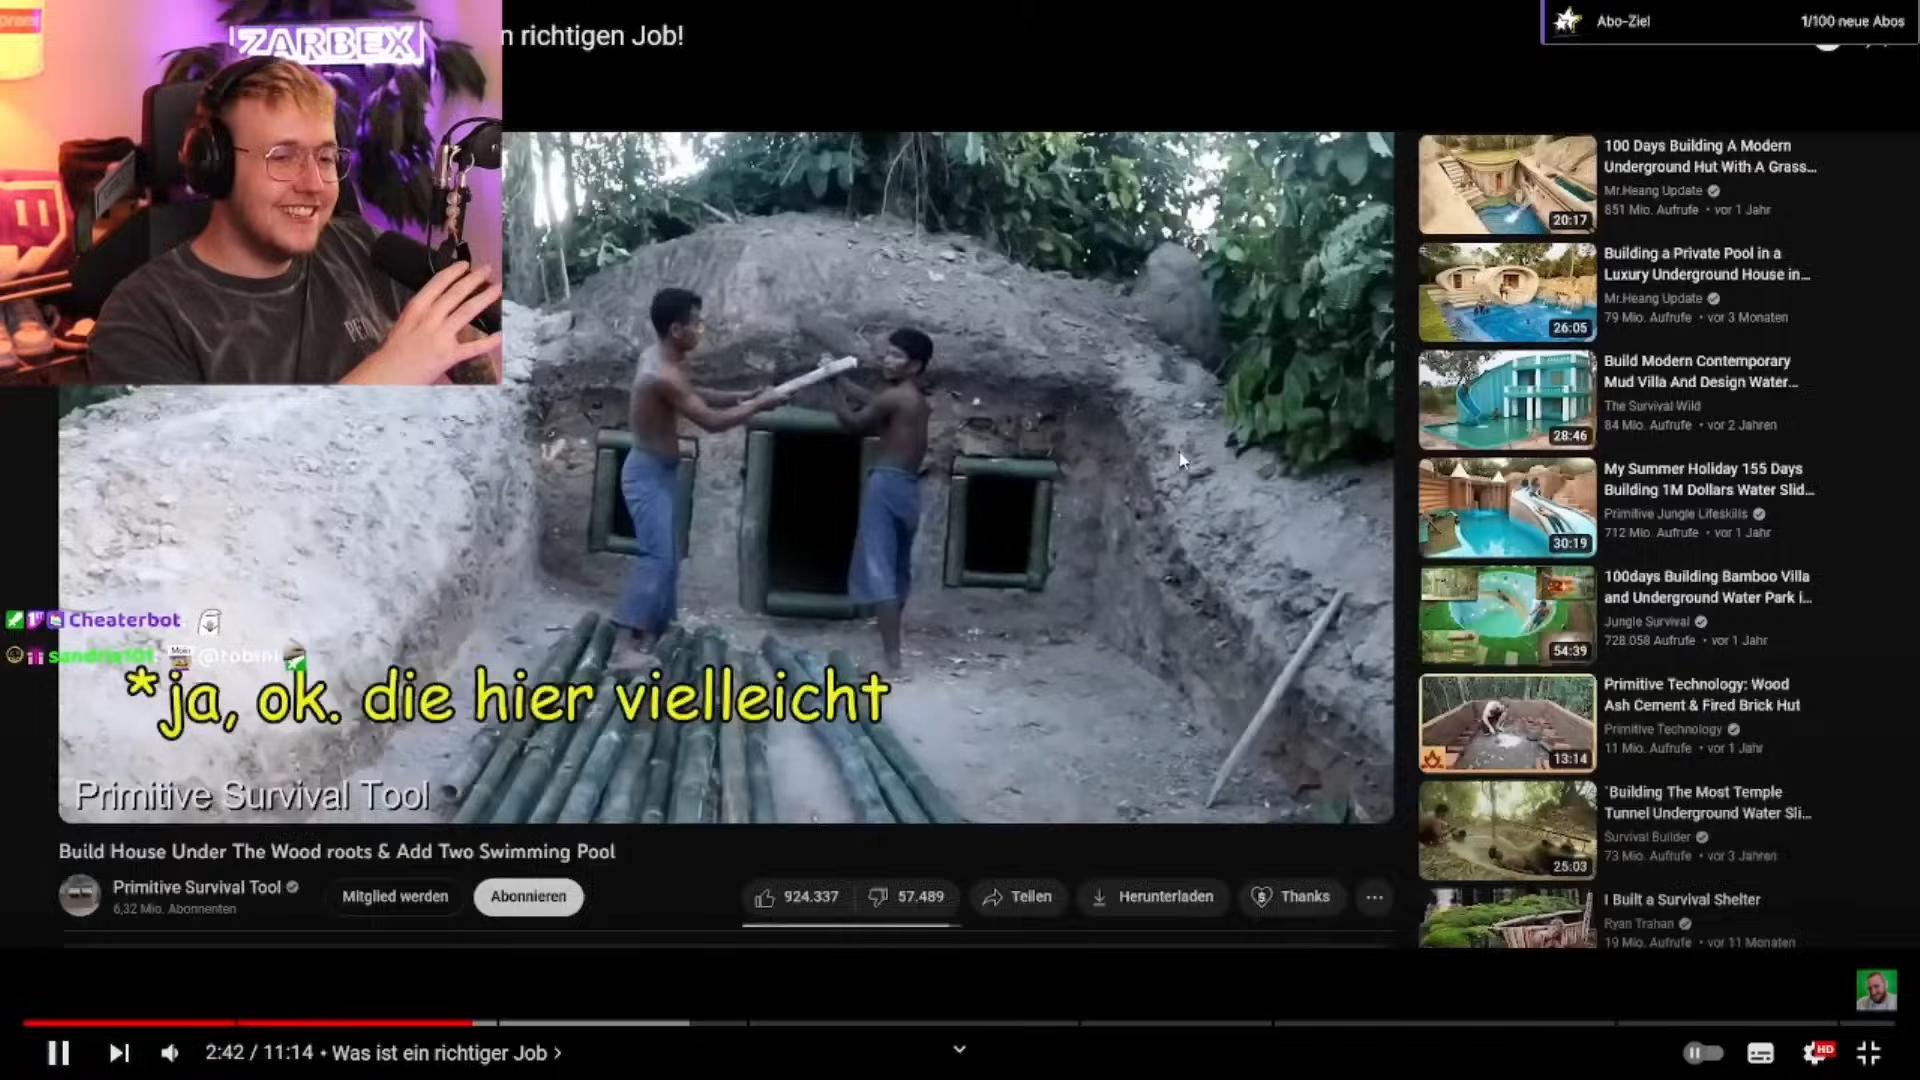 ZARBEX
n richtigen Job!
Abo-Ziel
1/100 neue Abos
100 Days Building A Modern
Underground Hut With A Grass...
Mr.Heang Update
851 Mio. Aufrufe • vor 1 Jahr
20:17
Building a Private Pool in a
Luxury Underground House in...
Mr.Heang Update
79 Mio. Aufrufe • vor 3 Monaten
26:05
Build Modern Contemporary
Mud Villa And Design Water...
The Survival Wild
84 Mio. Aufrufe • vor 2 Jahren
28:46
My Summer Holiday 155 Days
Building 1M Dollars Water Slid...
Primitive Jungle Lifeskills
712 Mio. Aufrufe • vor 1 Jahr
30:19
100days Building Bamboo Villa
and Underground Water Park i...
Jungle Survival
728.058 Aufrufe • vor 1 Jahr
54:39
Primitive Technology: Wood
Ash Cement & Fired Brick Hut
Primitive Technology
11 Mio. Aufrufe • vor 1 Jahr
13:14
Building The Most Temple
Tunnel Underground Water Sli...
Survival Builder
73 Mio. Aufrufe • vor 3 Jahren
25:03
I Built a Survival Shelter
Ryan Trahan
19 Mio. Aufrufe • vor 11 Monaten
Cheaterbot
Moin @tobini
*ja, ok. die hier vielleicht
Primitive Survival Tool
Build House Under The Wood roots & Add Two Swimming Pool
Primitive Survival Tool
6,32 Mio. Abonnenten
Mitglied werden
Abonnieren
924.337
57.489
Teilen
Herunterladen
Thanks
2:42 / 11:14 • Was ist ein richtiger Job >
HD